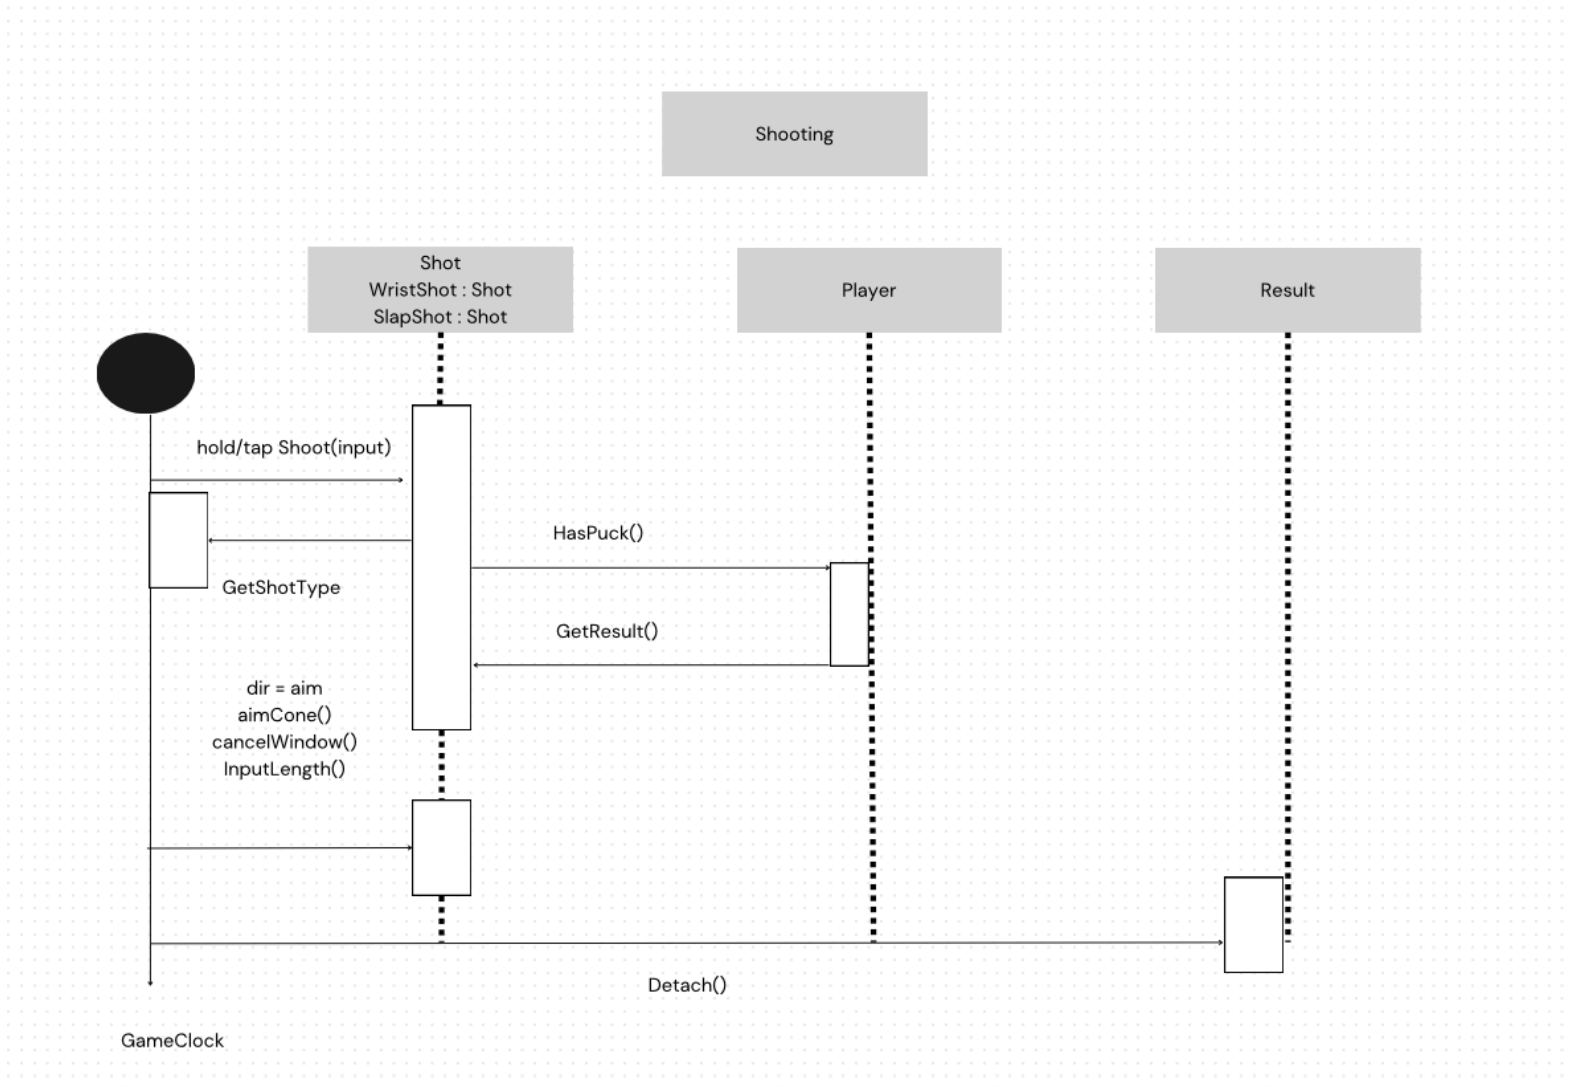 Shooting
Shot
WristShot : Shot
SlapShot : Shot
Player
Result
hold/tap Shoot(input)
HasPuck()
GetShotType
GetResult()
dir = aim
aimCone()
cancelWindow()
InputLength()
Detach()
GameClock